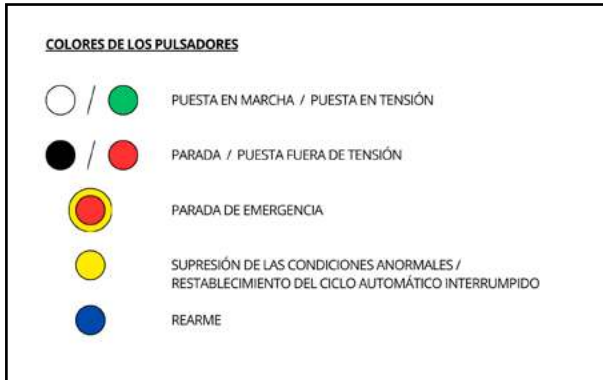 COLORES DE LOS PULSADORES
/ PUESTA EN MARCHA / PUESTA EN TENSIÓN
/ PARADA / PUESTA FUERA DE TENSIÓN
PARADA DE EMERGENCIA
SUPRESIÓN DE LAS CONDICIONES ANORMALES /
RESTABLECIMIENTO DEL CICLO AUTOMÁTICO INTERRUMPIDO
REARME